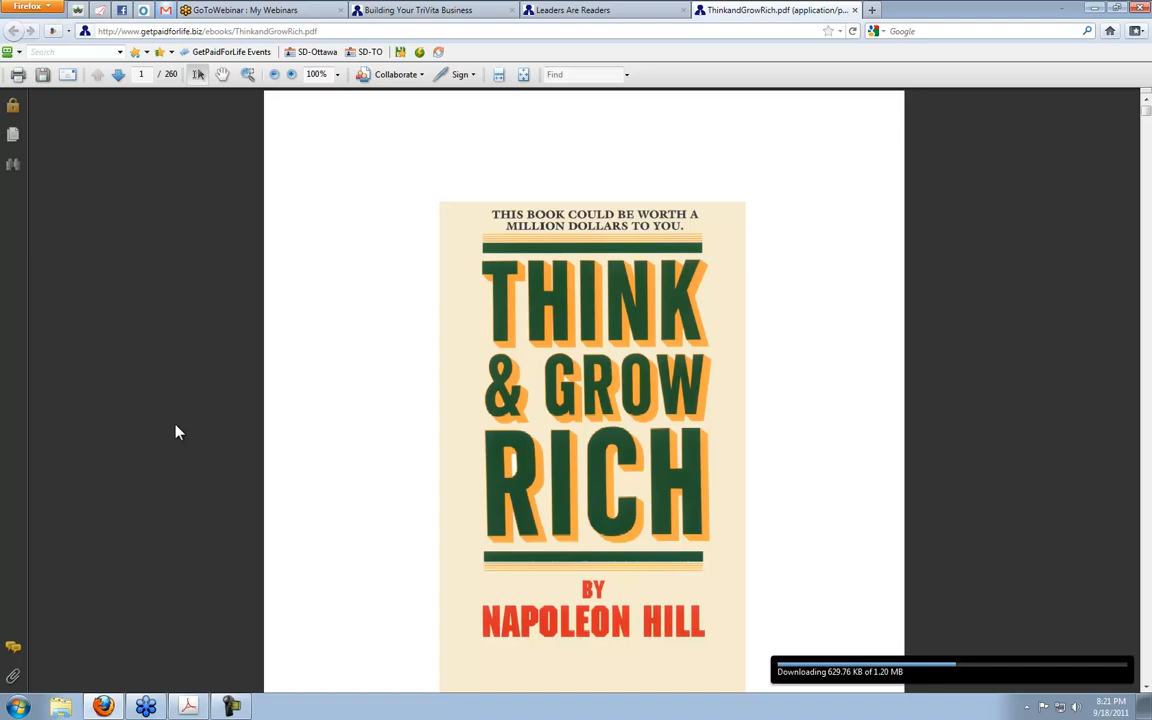 Firefox
GoToWebinar : My Webinars
Building Your TriVita Business
Leaders Are Readers
ThinkandGrowRich.pdf (application/p...
http://www.getpaidforlife.biz/ebooks/ThinkandGrowRich.pdf
Google
Search
GetPaidForLife Events
SD-Ottawa
SD-TO
1 / 260
100%
Collaborate
Sign
Find
THIS BOOK COULD BE WORTH A
MILLION DOLLARS TO YOU.
THINK
& GROW
RICH
BY
NAPOLEON HILL
Downloading 629.76 KB of 1.20 MB
8:21 PM
9/18/2011